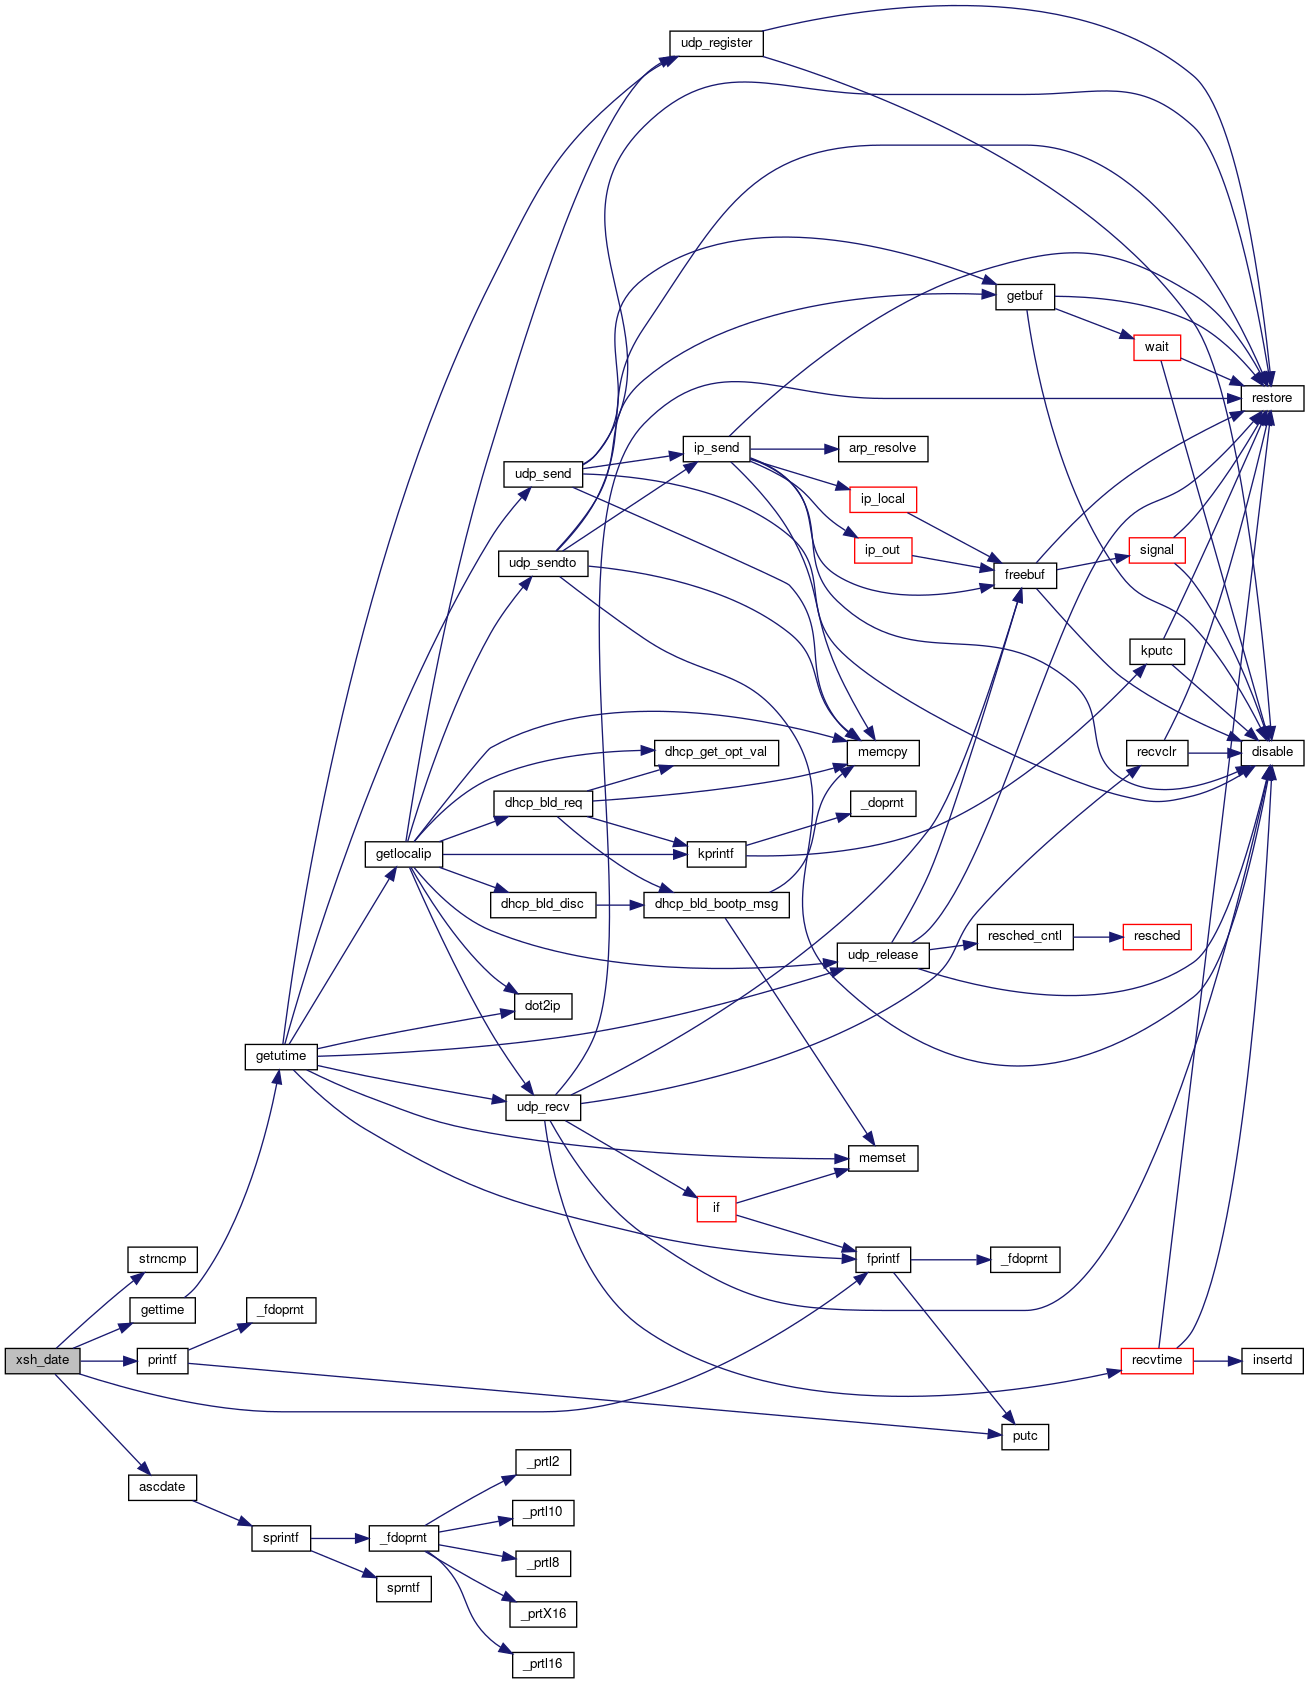 udp_register
getbuf
wait
restore
ip_send
arp_resolve
udp_send
ip_local
ip_out
signal
udp_sendto
freebuf
kputc
memcpy
dhcp_get_opt_val
recvclr
disable
dhcp_bld_req
_doprnt
getlocalip
kprintf
dhcp_bld_disc
dhcp_bld_bootp_msg
resched_cntl
resched
udp_release
dot2ip
getutime
udp_recv
memset
if
strncmp
fprintf
_fdoprnt
gettime
_fdoprnt
xsh_date
printf
recvtime
insertd
putc
_prtl2
ascdate
_prtl10
sprintf
_fdoprnt
_prtl8
sprntf
_prtX16
_prtl16